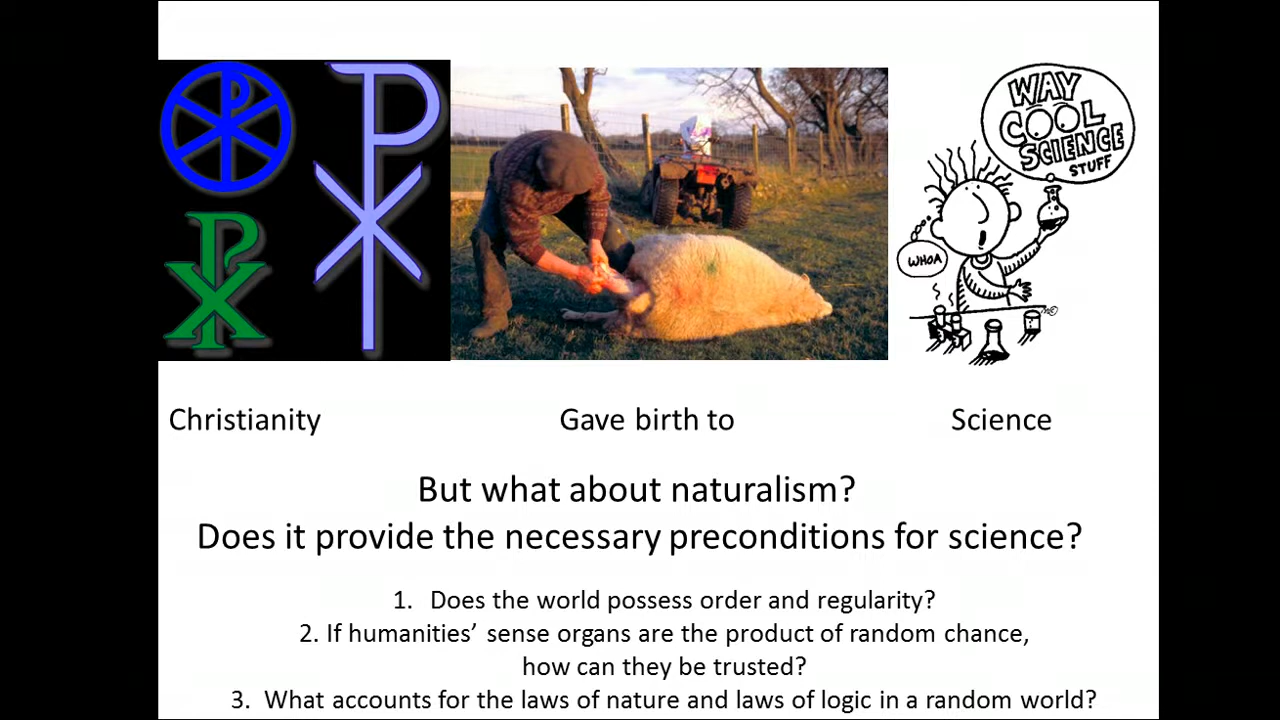 WAY
COOL
SCIENCE
STUFF
WHOA
Christianity Gave birth to Science
But what about naturalism?
Does it provide the necessary preconditions for science?
1. Does the world possess order and regularity?
2. If humanities’ sense organs are the product of random chance,
how can they be trusted?
3. What accounts for the laws of nature and laws of logic in a random world?